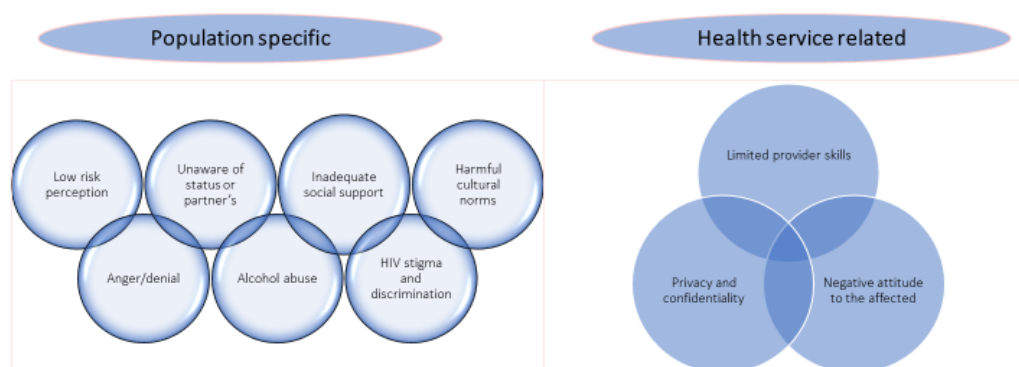 Population specific
Health service related
Low risk
perception
Unaware of
status or
partner's
Inadequate
social support
Harmful
cultural
norms
Anger/denial
Alcohol abuse
HIV stigma
and
discrimination
Limited provider skills
Privacy and
confidentiality
Negative attitude
to the affected